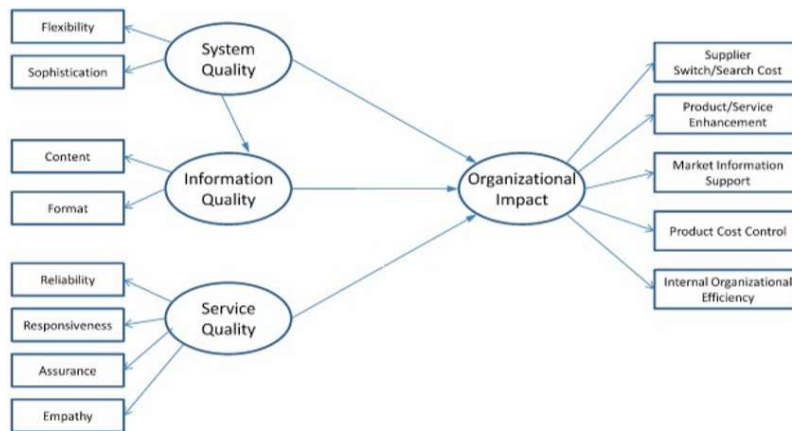 Flexibility
Sophistication
System
Quality
Content
Format
Information
Quality
Reliability
Responsiveness
Assurance
Empathy
Service
Quality
Organizational
Impact
Supplier
Switch/Search Cost
Product/Service
Enhancement
Market Information
Support
Product Cost Control
Internal Organizational
Efficiency